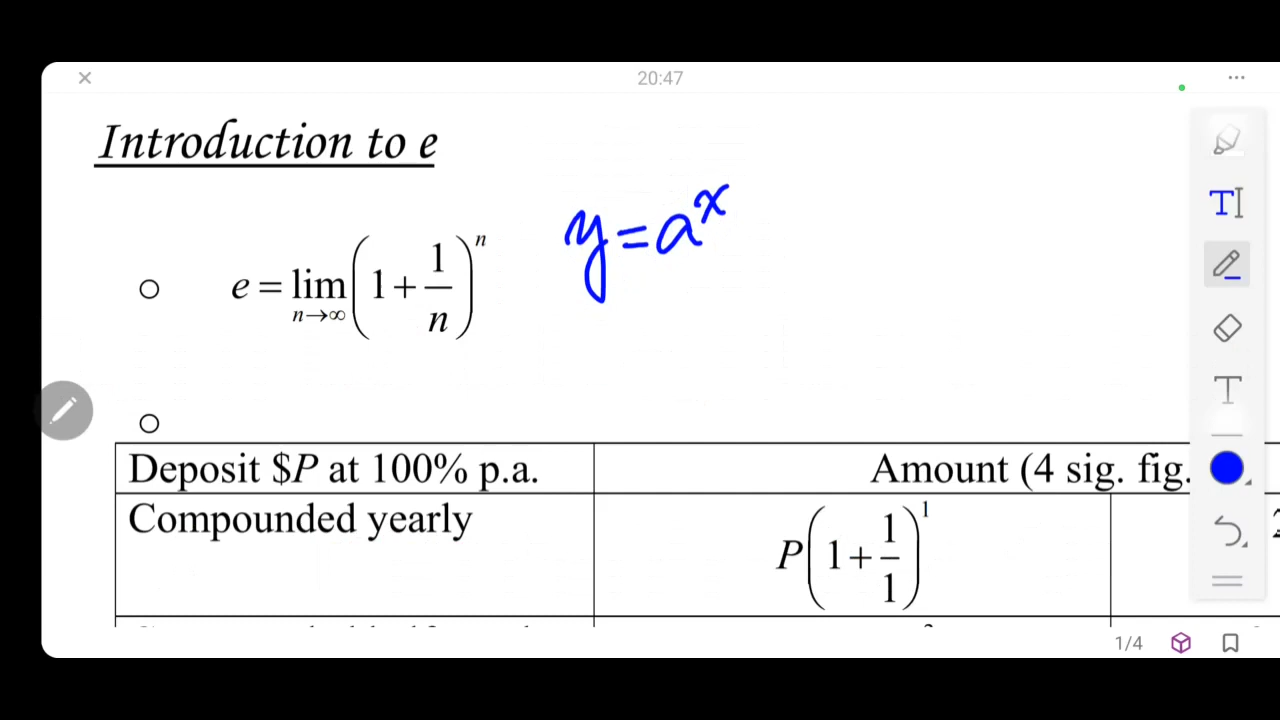 20:47
Introduction to e
y = a^x
e = lim n→∞ (1 + 1/n)^n
Deposit $P at 100% p.a.
Amount (4 sig. fig.
Compounded yearly
P(1 + 1/1)^1
1/4